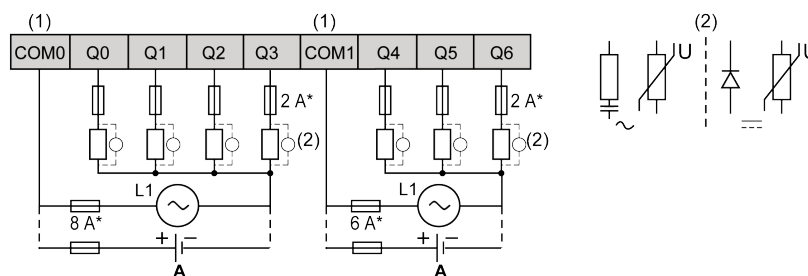 (1) (1) (2)
COM0 Q0 Q1 Q2 Q3 COM1 Q4 Q5 Q6
U U
2 A* 2 A*
(2) (2)
L1 L1
8 A* 6 A*
+ − + −
A A